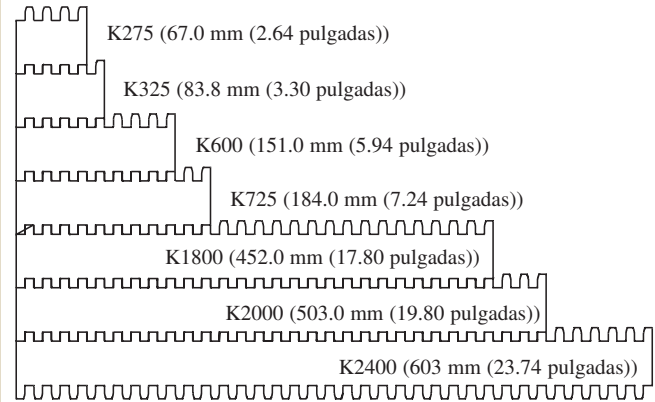 K275 (67.0 mm (2.64 pulgadas))
K325 (83.8 mm (3.30 pulgadas))
K600 (151.0 mm (5.94 pulgadas))
K725 (184.0 mm (7.24 pulgadas))
K1800 (452.0 mm (17.80 pulgadas))
K2000 (503.0 mm (19.80 pulgadas))
K2400 (603 mm (23.74 pulgadas))